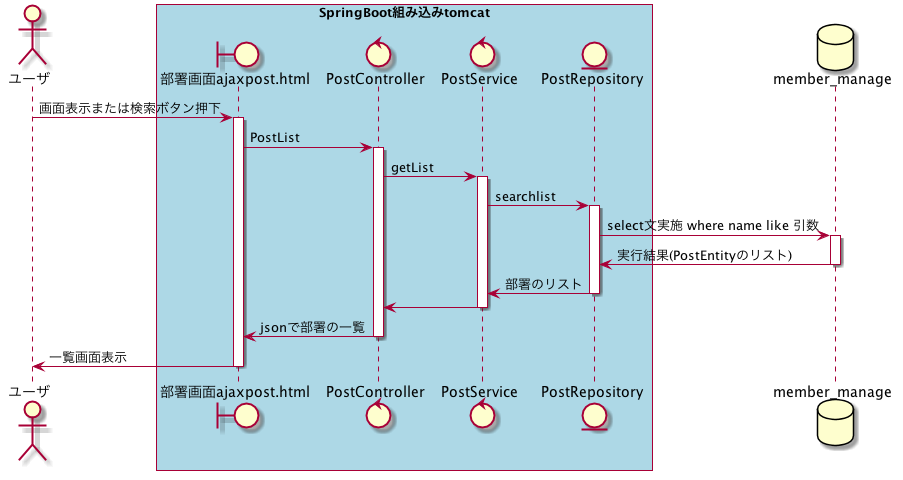 SpringBoot組み込みtomcat
ユーザ
部署画面ajaxpost.html
PostController
PostService
PostRepository
member_manage
画面表示または検索ボタン押下
PostList
getList
searchlist
select文実施 where name like 引数
実行結果(PostEntityのリスト)
部署のリスト
jsonで部署の一覧
一覧画面表示
ユーザ
部署画面ajaxpost.html
PostController
PostService
PostRepository
member_manage